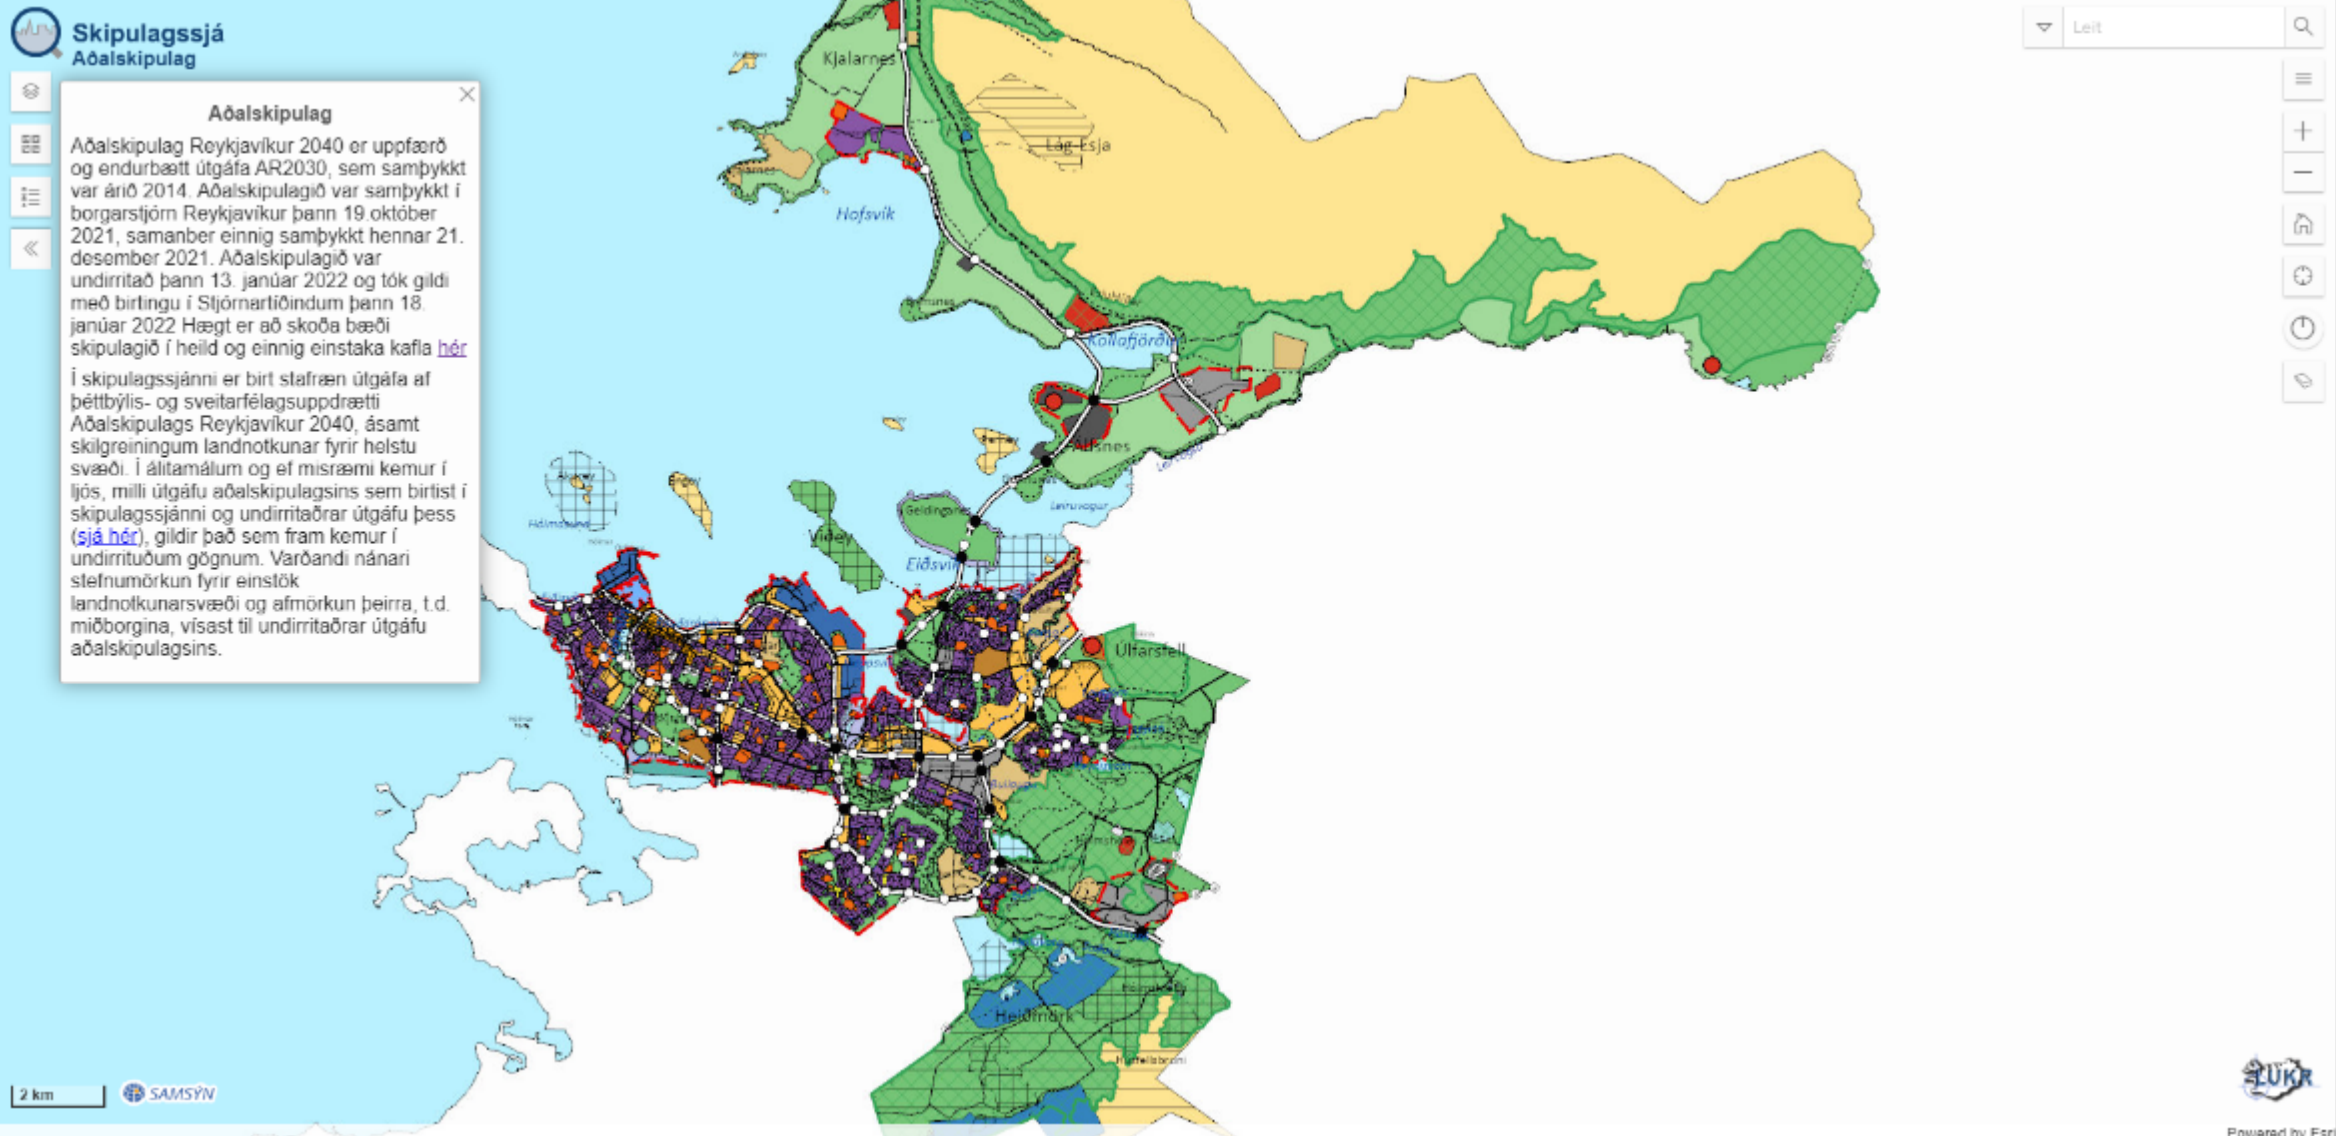 Skipulagssjá
Aðalskipulag
Leit
Aðalskipulag
Aðalskipulag Reykjavíkur 2040 er uppfærð
og endurbætt útgáfa AR2030, sem samþykkt
var árið 2014. Aðalskipulagið var samþykkt í
borgarstjórn Reykjavíkur þann 19.október
2021, samanber einnig samþykkt hennar 21.
desember 2021. Aðalskipulagið var
undirritað þann 13. janúar 2022 og tók gildi
með birtingu í Stjórnartíðindum þann 18.
janúar 2022 Hægt er að skoða bæði
skipulagið í heild og einnig einstaka kafla hér
Í skipulagssjánni er birt stafræn útgáfa af
þéttbýlis- og sveitarfélagsuppdrætti
Aðalskipulags Reykjavíkur 2040, ásamt
skilgreiningum landnotkunar fyrir helstu
svæði. Í álitamálum og ef misræmi kemur í
ljós, milli útgáfu aðalskipulagsins sem birtist í
skipulagssjánni og undirritaðrar útgáfu þess
(sjá hér), gildir það sem fram kemur í
undirrituðum gögnum. Varðandi nánari
stefnumörkun fyrir einstök
landnotkunarsvæði og afmörkun þeirra, t.d.
miðborgina, vísast til undirritaðrar útgáfu
aðalskipulagsins.
Kjalarnes
Lág-Esja
Hofsvík
Kollafjörður
Álfsnes
Leiruvogur
Geldinganes
Engey
Viðey
Eiðsvík
Úlfarsfell
Heiðmörk
2 km
SAMSÝN
LUKR
Powered by Esri